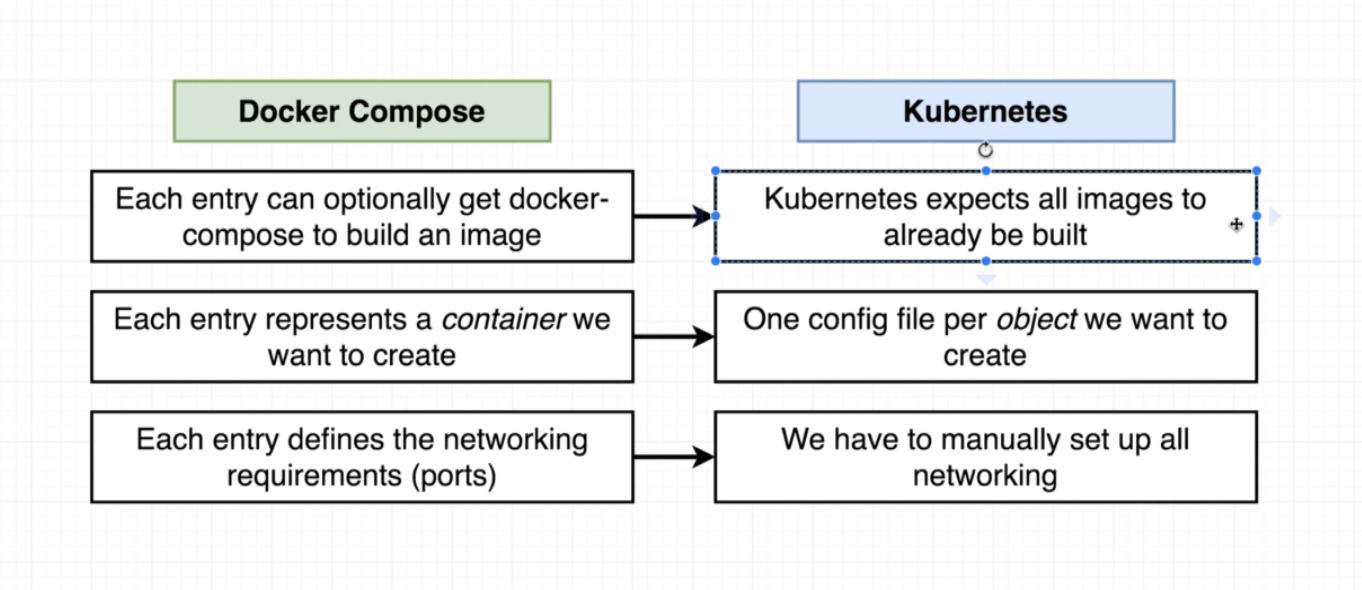 Docker Compose
Kubernetes
Each entry can optionally get docker-
compose to build an image
Kubernetes expects all images to
already be built
Each entry represents a container we
want to create
One config file per object we want to
create
Each entry defines the networking
requirements (ports)
We have to manually set up all
networking